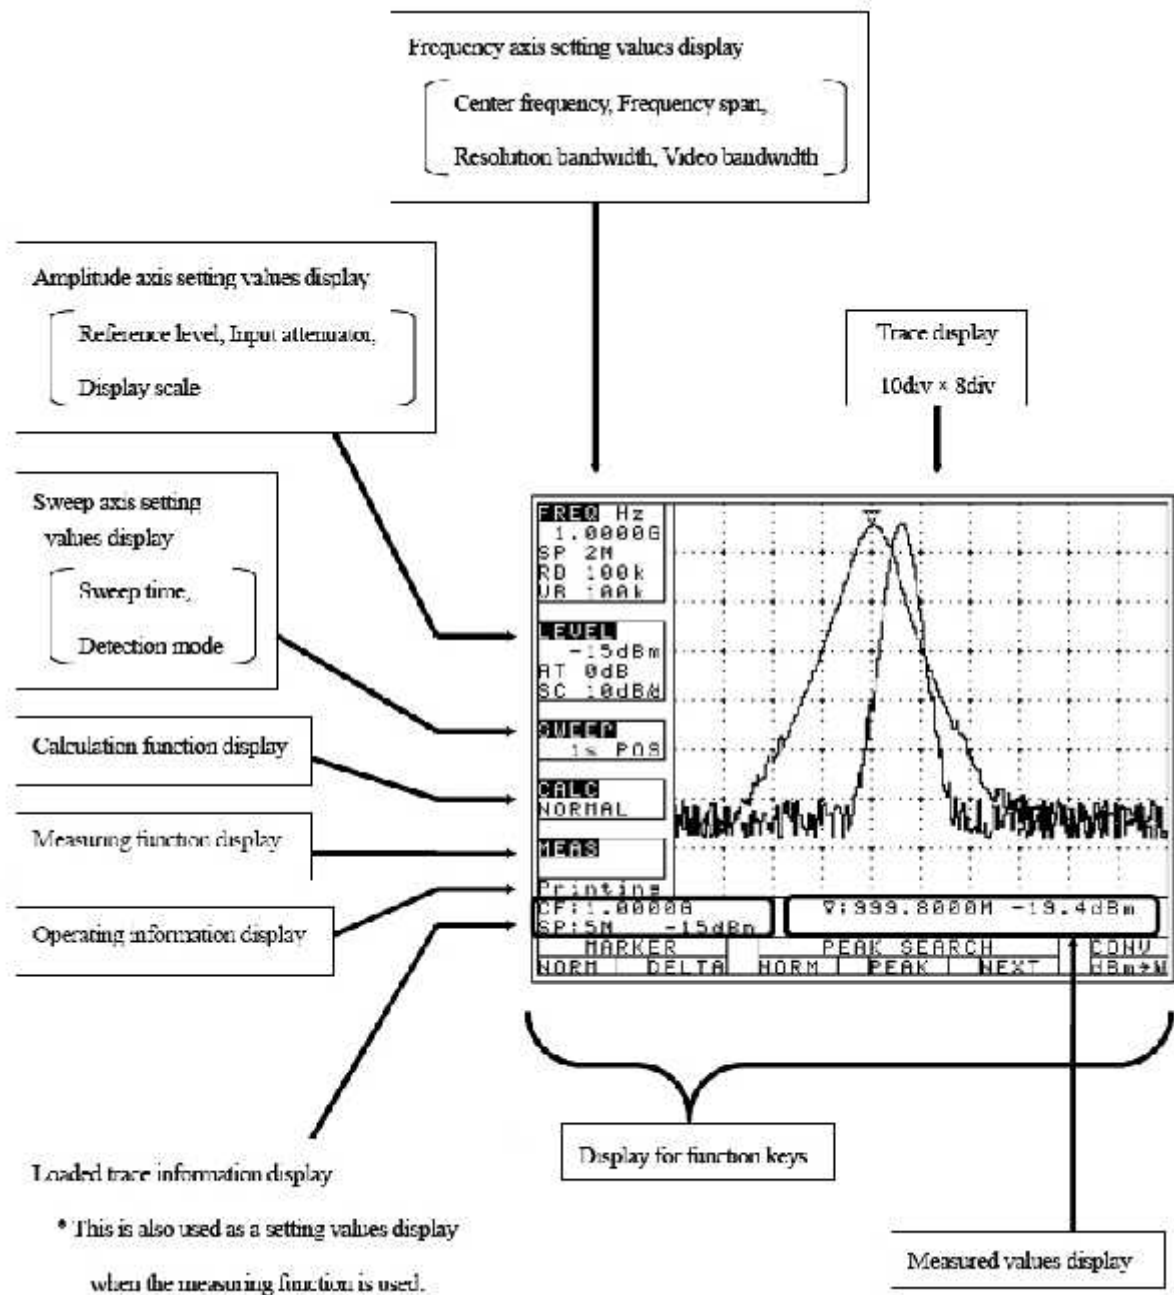 Frequency axis setting values display
Center frequency, Frequency span,
Resolution bandwidth, Video bandwidth
Amplitude axis setting values display
Reference level, Input attenuator,
Display scale
Trace display
10div × 8div
Sweep axis setting
values display
Sweep time,
Detection mode
Calculation function display
Measuring function display
Operating information display
FREQ Hz
1.0000G
SP 2M
RB 100k
VB 100k
LEVEL
-15dBm
AT 0dB
SC 10dB/d
SWEEP
1s POS
CALC
NORMAL
MEAS
Printing
CF:1.0000G
SP:5M -15dBm
∇:999.8000M -19.4dBm
MARKER PEAK SEARCH CONV
NORM DELTA NORM PEAK NEXT dBm→W
Display for function keys
Loaded trace information display
* This is also used as a setting values display
when the measuring function is used.
Measured values display